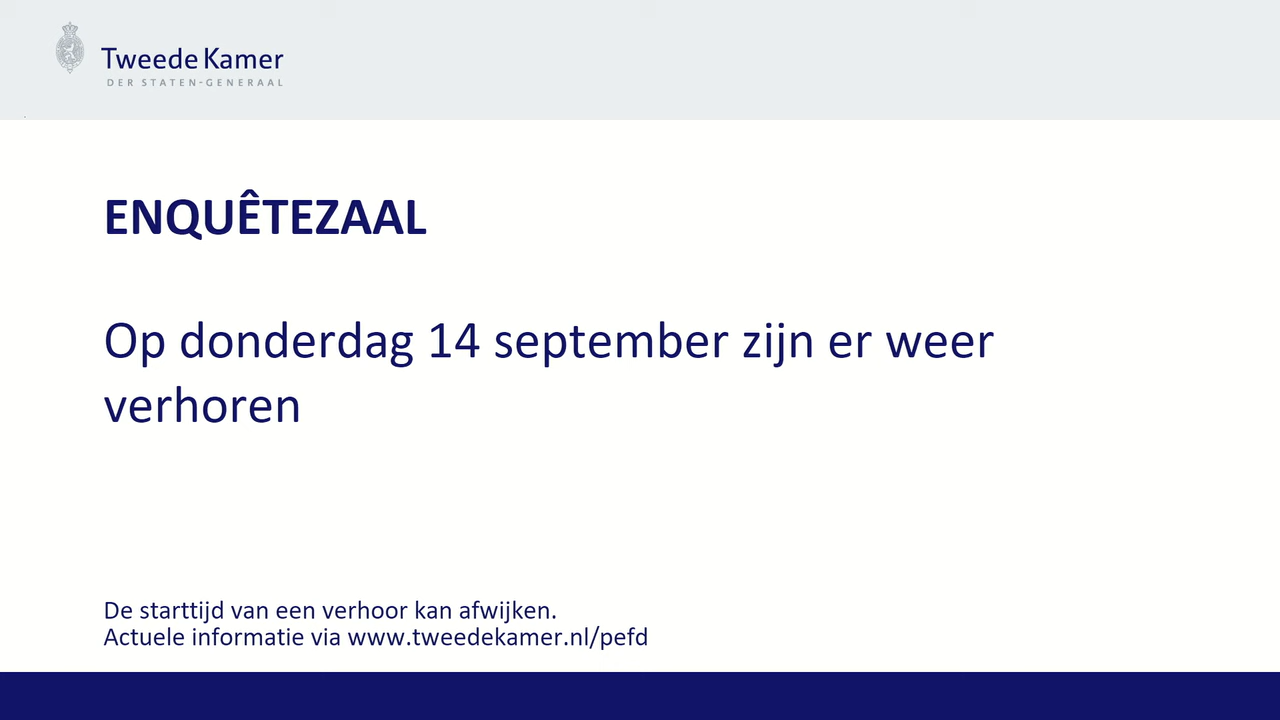 Tweede Kamer
DER STATEN-GENERAAL
ENQUÊTEZAAL
Op donderdag 14 september zijn er weer
verhoren
De starttijd van een verhoor kan afwijken.
Actuele informatie via www.tweedekamer.nl/pefd